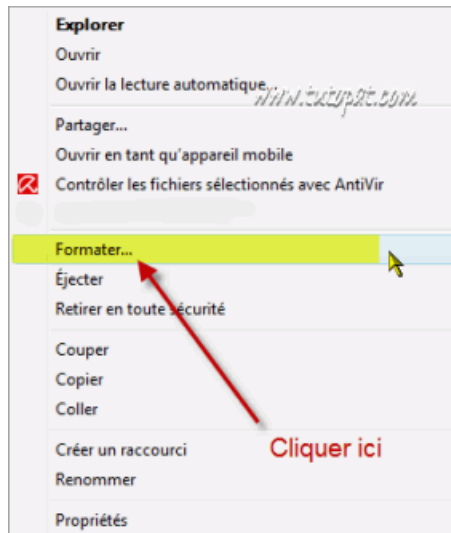 Explorer
Ouvrir
Ouvrir la lecture automatique...
www.tutopat.com
Partager...
Ouvrir en tant qu'appareil mobile
Contrôler les fichiers sélectionnés avec AntiVir
Formater...
Éjecter
Retirer en toute sécurité
Couper
Copier
Coller
Cliquer ici
Créer un raccourci
Renommer
Propriétés